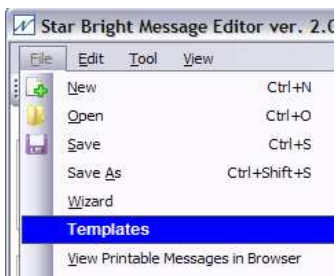 Star Bright Message Editor ver. 2.0
File Edit Tool View
New Ctrl+N
Open Ctrl+O
Save Ctrl+S
Save As Ctrl+Shift+S
Wizard
Templates
View Printable Messages in Browser